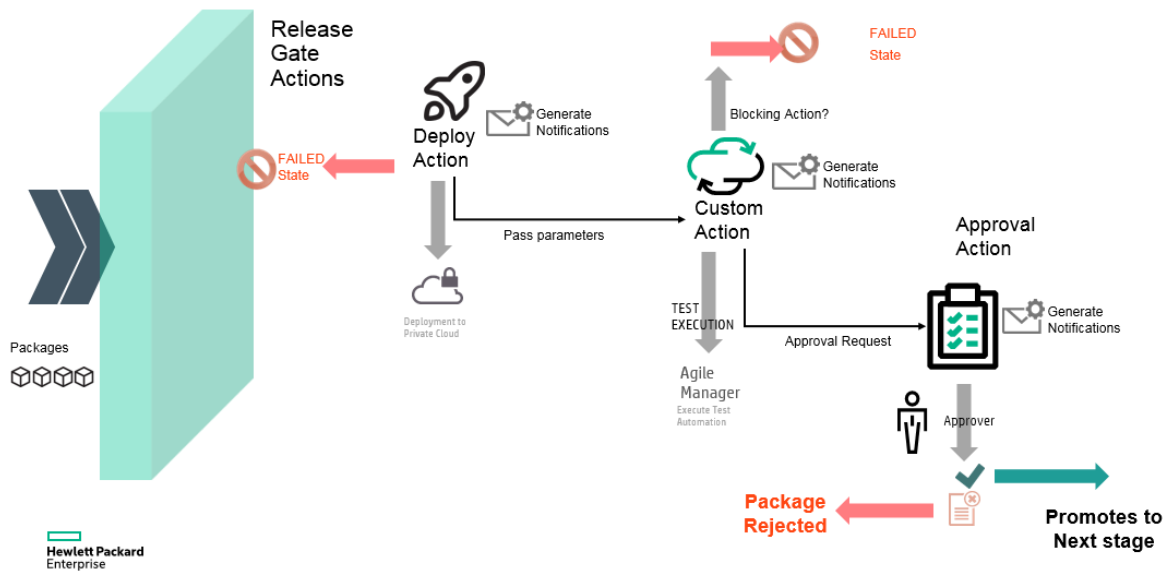 Release
Gate
Actions
FAILED
State
Deploy
Action
Generate
Notifications
Deployment to
Private Cloud
Pass parameters
FAILED
State
Blocking Action?
Generate
Notifications
Custom
Action
TEST
EXECUTION
Agile
Manager
Execute Test
Automation
Approval Request
Approval
Action
Generate
Notifications
Approver
Package
Rejected
Promotes to
Next stage
Packages
Hewlett Packard
Enterprise